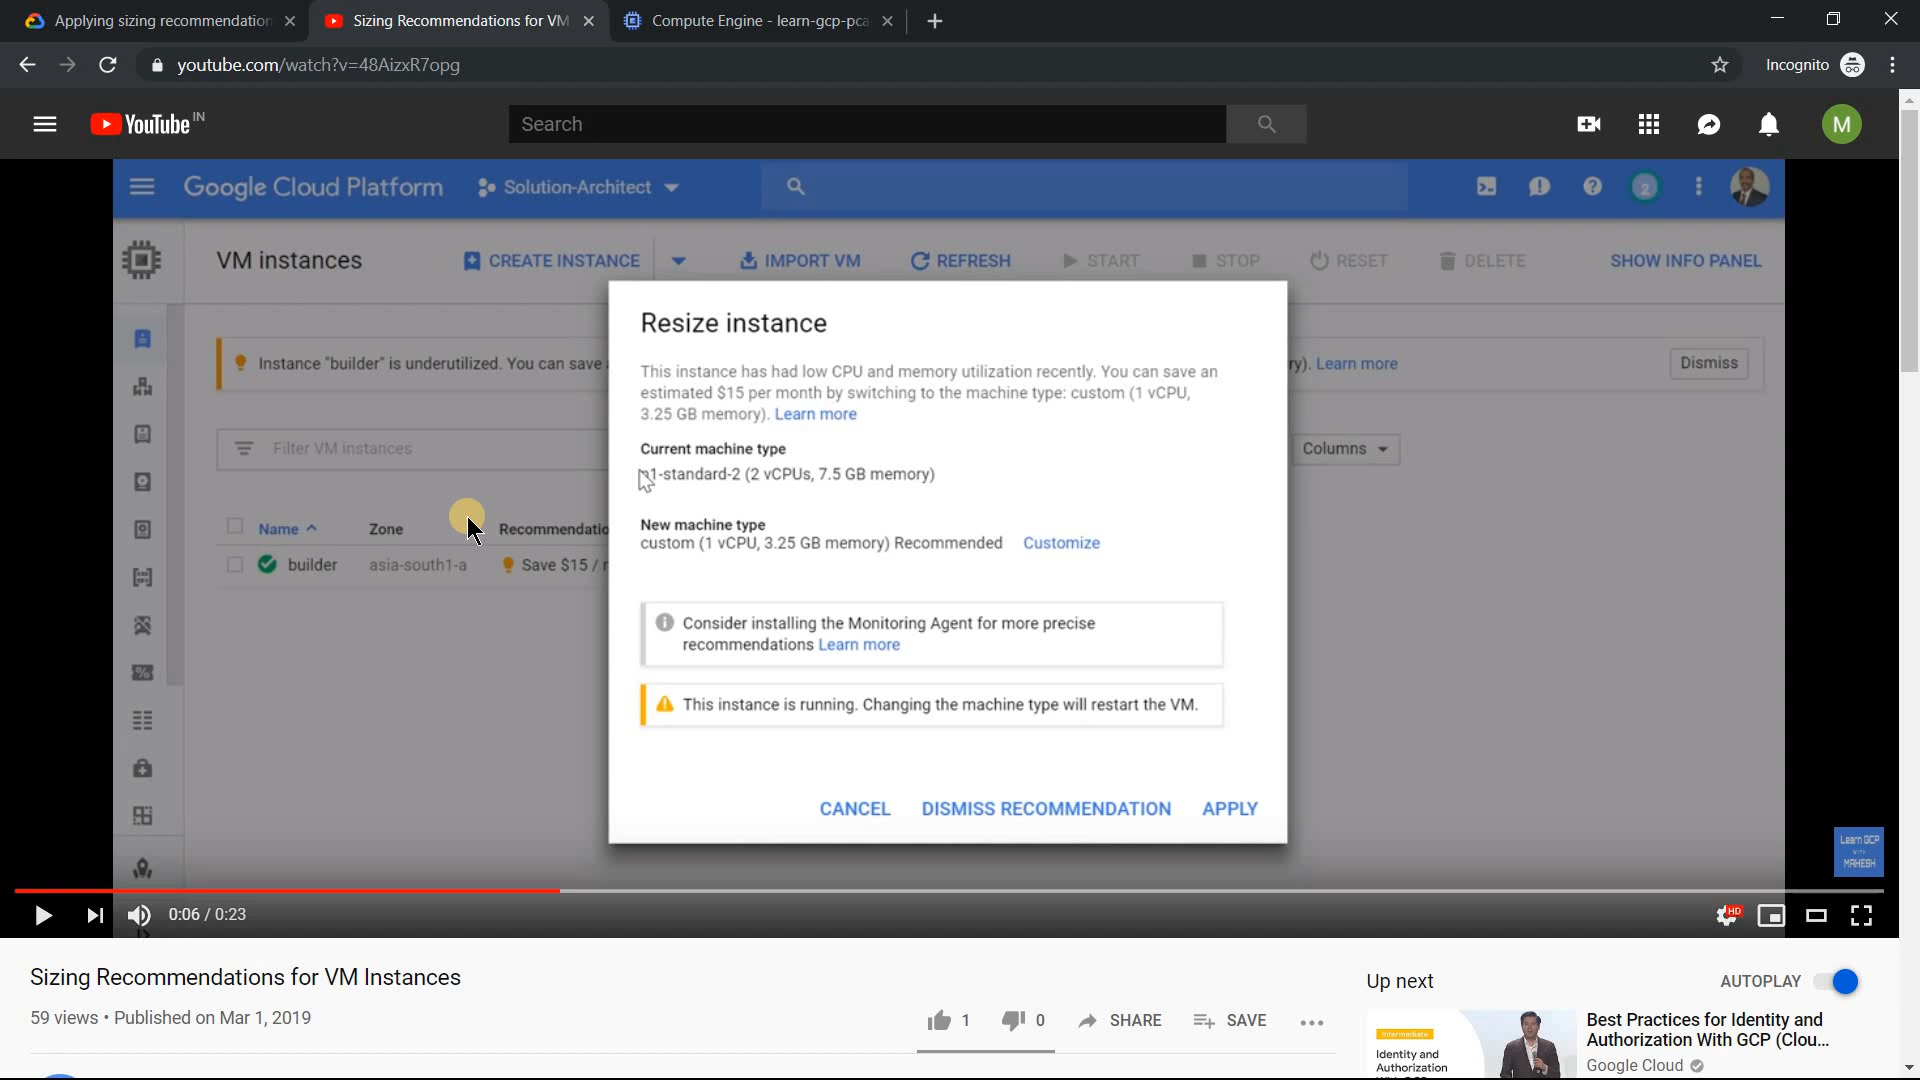 Applying sizing recommendation
Sizing Recommendations for VM
Compute Engine - learn-gcp-pca
youtube.com/watch?v=48AizxR7opg
Incognito
YouTube IN
Search
M
Google Cloud Platform
Solution-Architect
2
VM instances
CREATE INSTANCE
IMPORT VM
REFRESH
START
STOP
RESET
DELETE
SHOW INFO PANEL
Resize instance
Instance "builder" is underutilized. You can save
ry). Learn more
Dismiss
This instance has had low CPU and memory utilization recently. You can save an
estimated $15 per month by switching to the machine type: custom (1 vCPU,
3.25 GB memory). Learn more
Filter VM instances
Columns
Current machine type
n1-standard-2 (2 vCPUs, 7.5 GB memory)
Name
Zone
Recommendatio
New machine type
custom (1 vCPU, 3.25 GB memory) Recommended Customize
builder
asia-south1-a
Save $15 /
Consider installing the Monitoring Agent for more precise
recommendations Learn more
This instance is running. Changing the machine type will restart the VM.
CANCEL
DISMISS RECOMMENDATION
APPLY
Learn GCP
WITH
MAHESH
0:06 / 0:23
HD
Sizing Recommendations for VM Instances
59 views • Published on Mar 1, 2019
1
0
SHARE
SAVE
Up next
AUTOPLAY
Intermediate
Identity and
Authorization
Best Practices for Identity and
Authorization With GCP (Clou...
Google Cloud